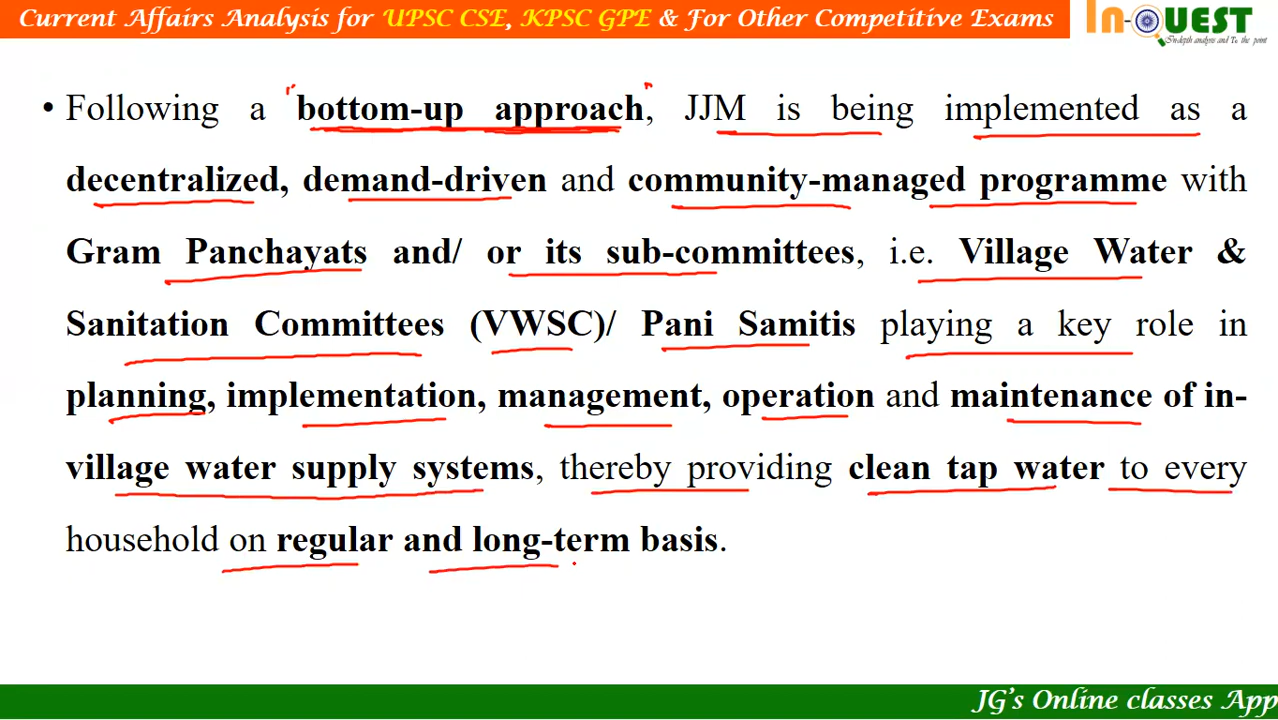 Current Affairs Analysis for UPSC CSE, KPSC GPE & For Other Competitive Exams
In-QUEST
In-depth analysis and To the point
• Following a "bottom-up approach", JJM is being implemented as a
decentralized, demand-driven and community-managed programme with
Gram Panchayats and/ or its sub-committees, i.e. Village Water &
Sanitation Committees (VWSC)/ Pani Samitis playing a key role in
planning, implementation, management, operation and maintenance of in-
village water supply systems, thereby providing clean tap water to every
household on regular and long-term basis.
JG's Online classes App